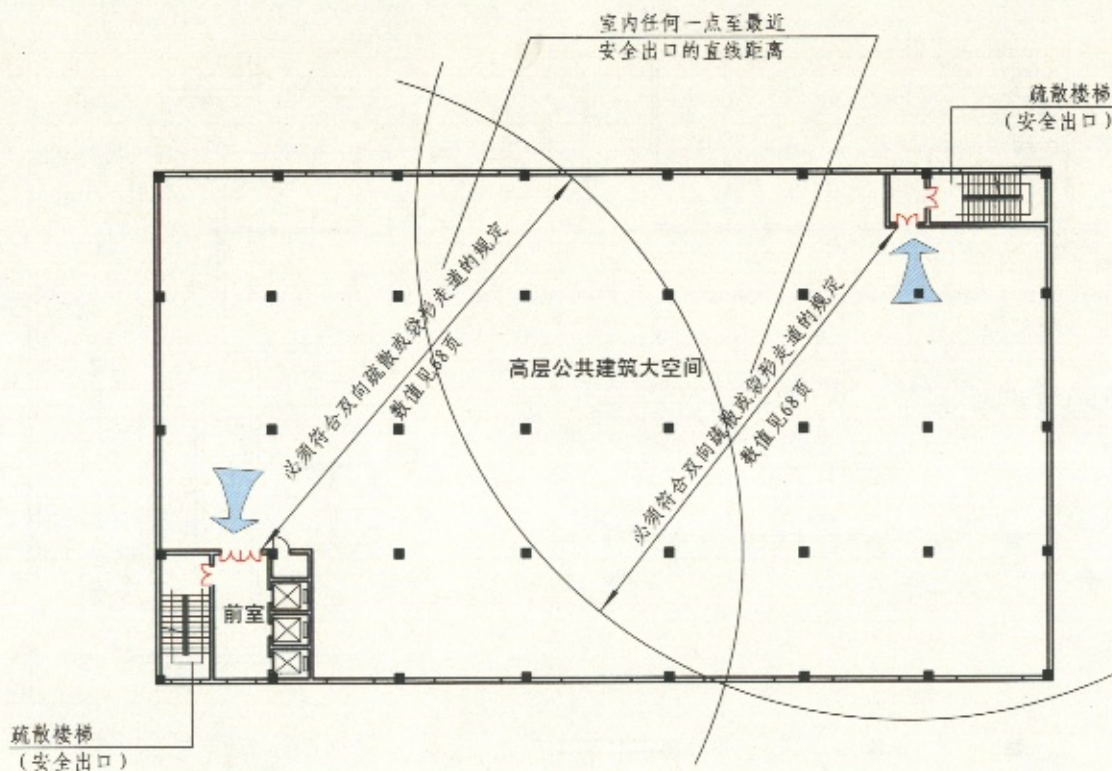 室内任何一点至最近
安全出口的直线距离
疏散楼梯
（安全出口）
必须符合双向疏散或袋形走道的规定
数值见68页
高层公共建筑大空间
必须符合双向疏散或袋形走道的规定
数值见68页
前室
疏散楼梯
（安全出口）